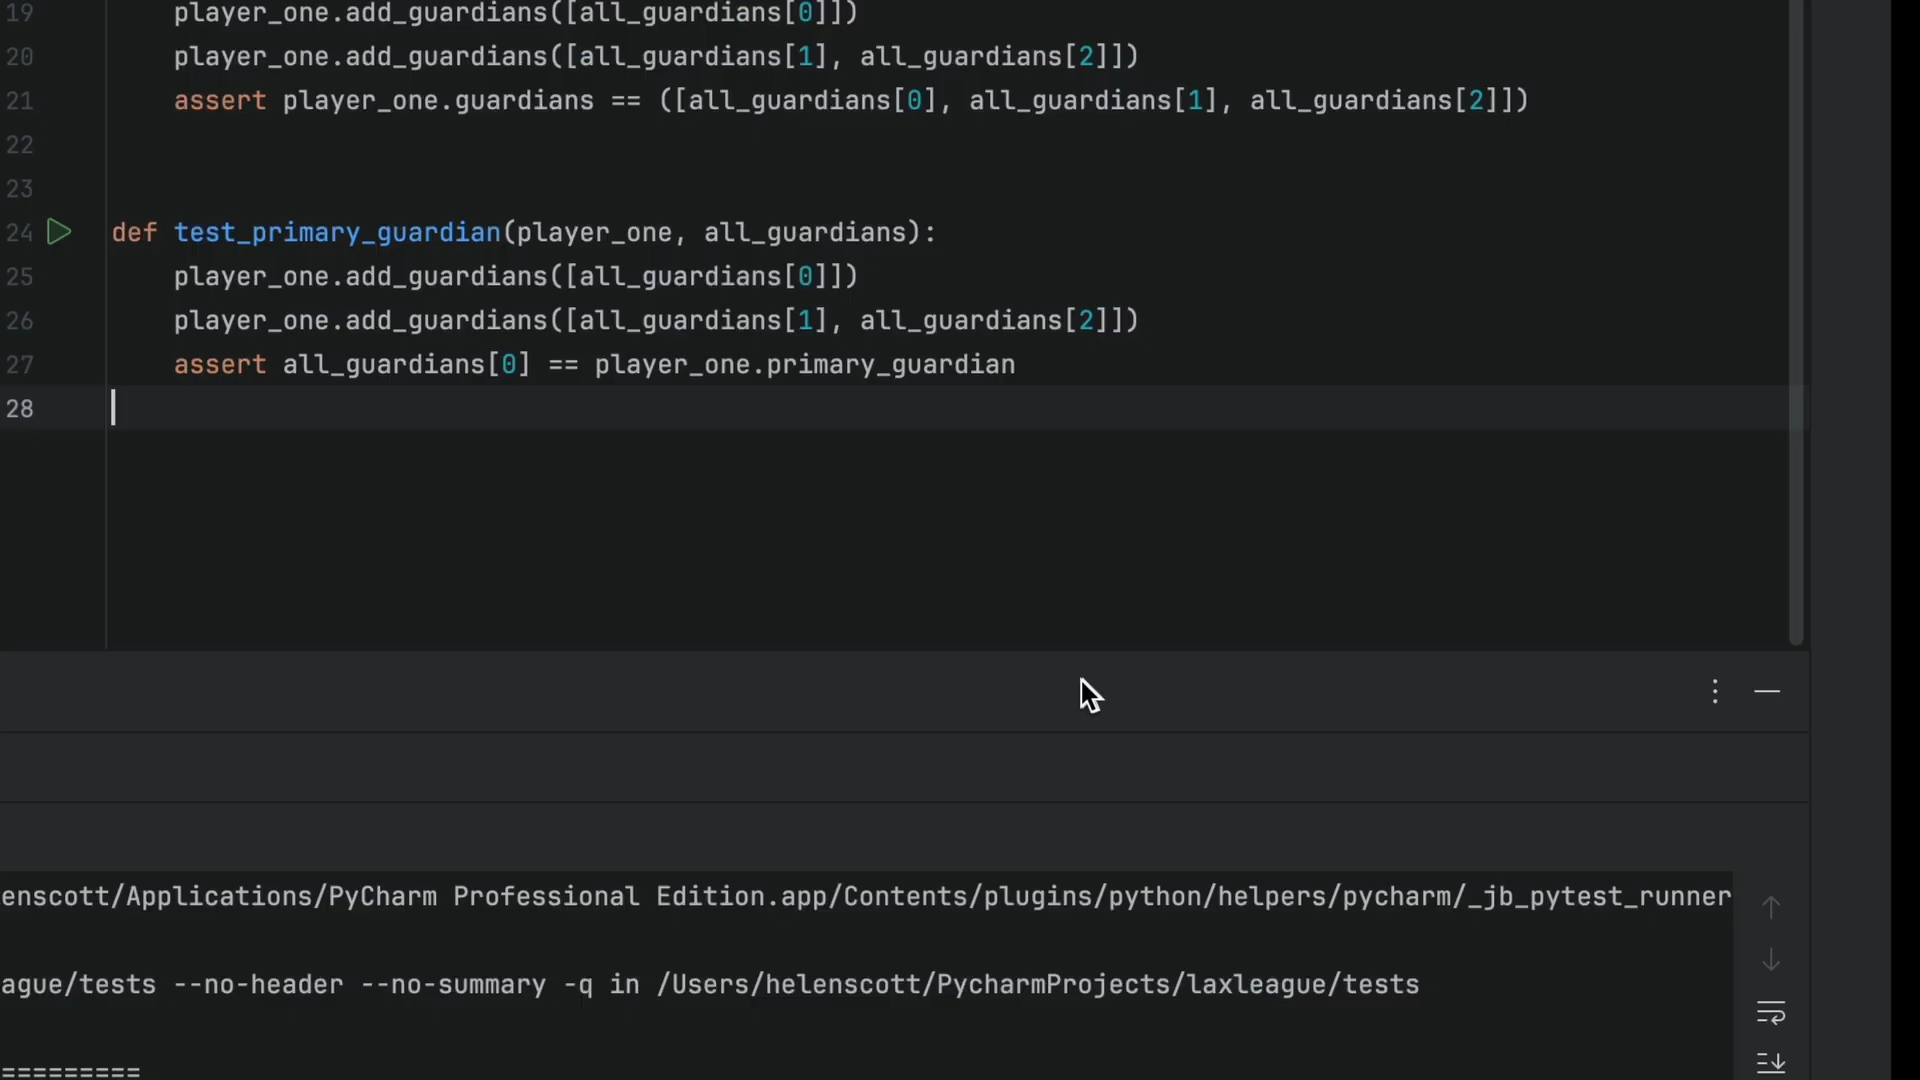 19 player_one.add_guardians([all_guardians[0]])
20 player_one.add_guardians([all_guardians[1], all_guardians[2]])
21 assert player_one.guardians == ([all_guardians[0], all_guardians[1], all_guardians[2]])
22
23
24 def test_primary_guardian(player_one, all_guardians):
25 player_one.add_guardians([all_guardians[0]])
26 player_one.add_guardians([all_guardians[1], all_guardians[2]])
27 assert all_guardians[0] == player_one.primary_guardian
28
enscott/Applications/PyCharm Professional Edition.app/Contents/plugins/python/helpers/pycharm/_jb_pytest_runner
ague/tests --no-header --no-summary -q in /Users/helenscott/PycharmProjects/laxleague/tests
=========